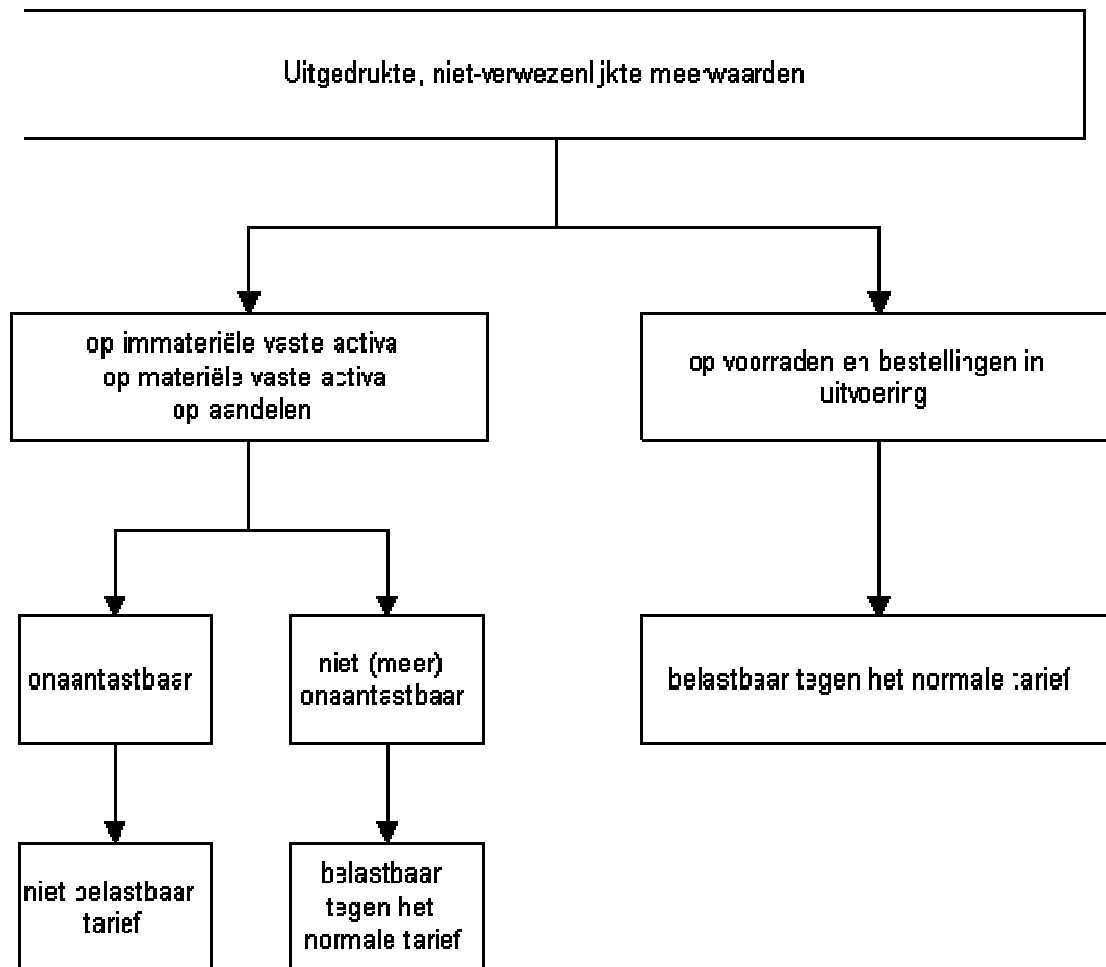 Uitgedrukte, niet-verwezenlijkte meerwaarden
op immateriële vaste activa
op materiële vaste activa
op aandelen
op voorraden en bestellingen in
uitvoering
onaantastbaar
niet (meer)
onaantastbaar
belastbaar tegen het normale tarief
niet belastbaar
tarief
belastbaar
tegen het
normale tarief